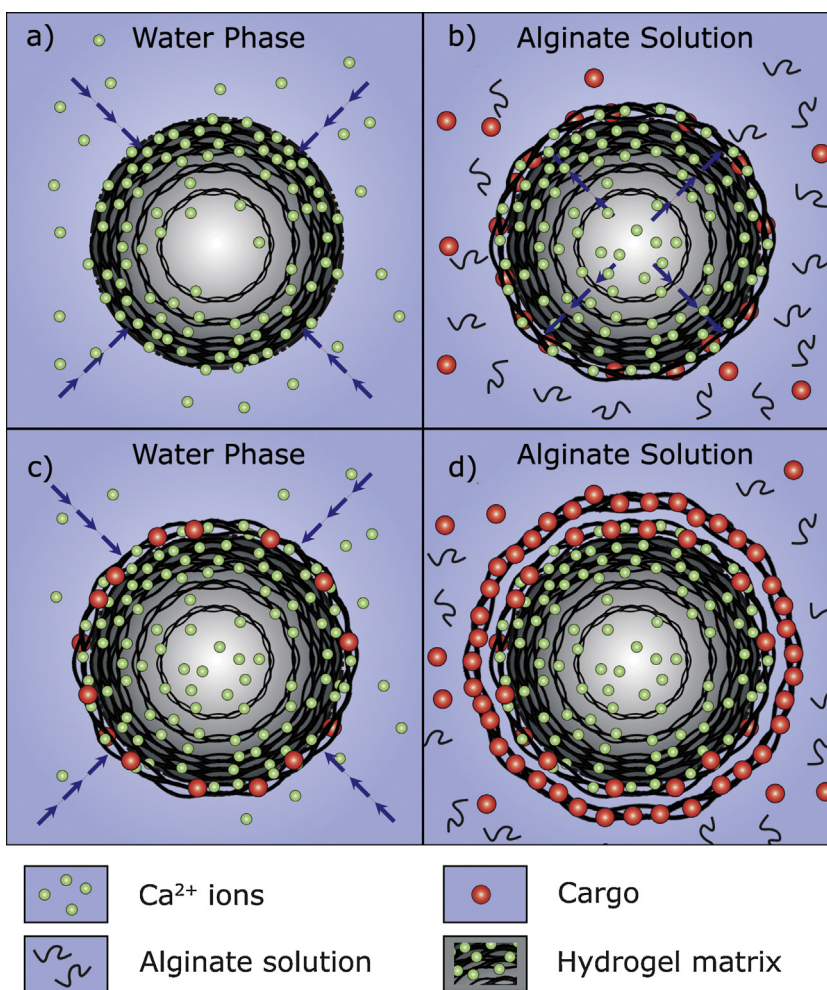 a) Water Phase
b) Alginate Solution
c) Water Phase
d) Alginate Solution
Ca²⁺ ions
Cargo
Alginate solution
Hydrogel matrix